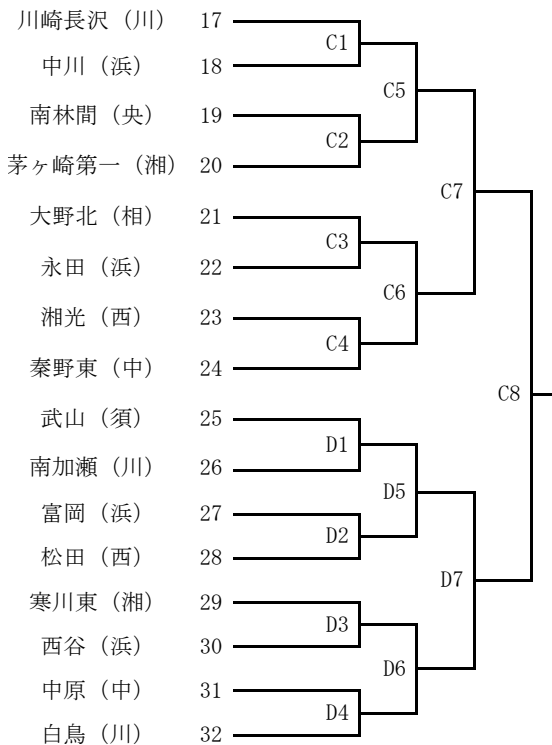 川崎長沢（川） 17
C1
中川（浜） 18
C5
南林間（央） 19
C2
茅ヶ崎第一（湘） 20
C7
大野北（相） 21
C3
永田（浜） 22
C6
湘光（西） 23
C4
秦野東（中） 24
C8
武山（須） 25
D1
南加瀬（川） 26
D5
富岡（浜） 27
D2
松田（西） 28
D7
寒川東（湘） 29
D3
西谷（浜） 30
D6
中原（中） 31
D4
白鳥（川） 32